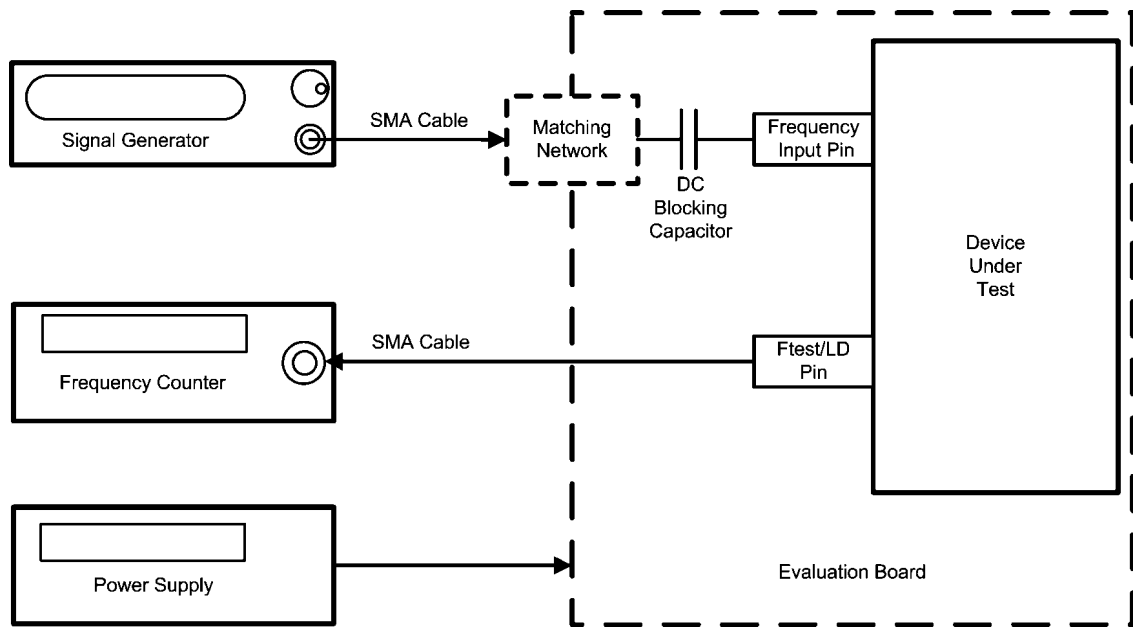 Signal Generator
SMA Cable
Matching
Network
DC
Blocking
Capacitor
Frequency
Input Pin
Device
Under
Test
Frequency Counter
SMA Cable
Ftest/LD
Pin
Power Supply
Evaluation Board